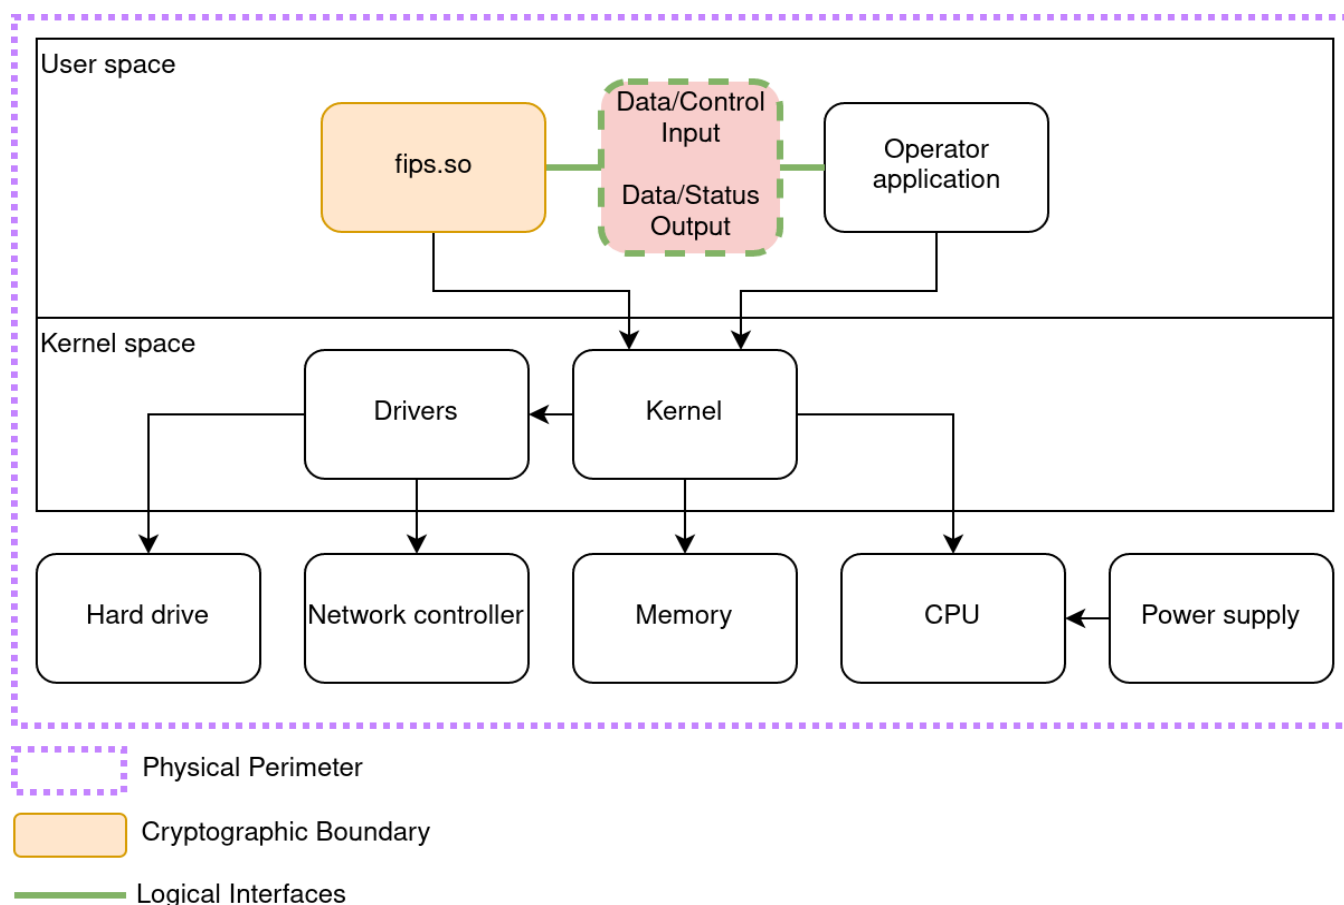 User space
fips.so
Data/Control
Input
Data/Status
Output
Operator
application
Kernel space
Drivers
Kernel
Hard drive
Network controller
Memory
CPU
Power supply
Physical Perimeter
Cryptographic Boundary
Logical Interfaces